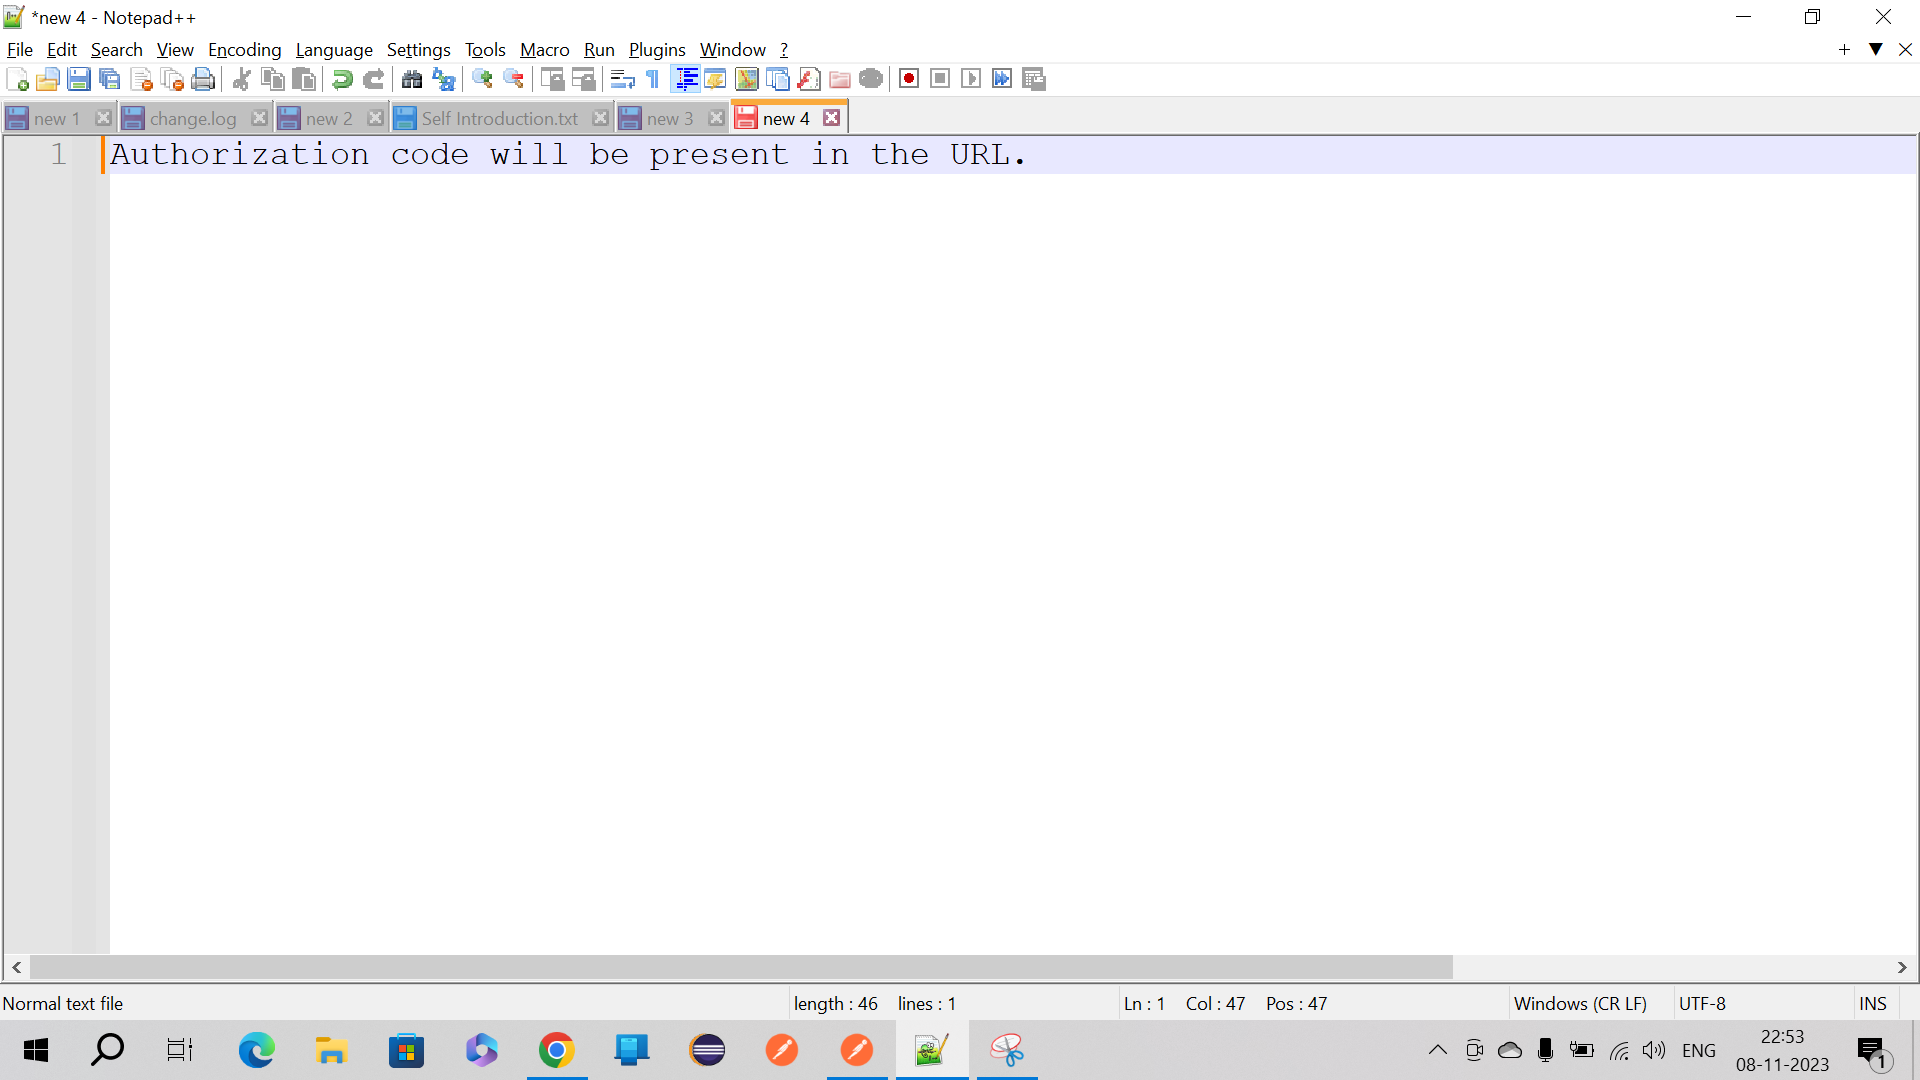 *new 4 - Notepad++
File Edit Search View Encoding Language Settings Tools Macro Run Plugins Window ?
new 1 change.log new 2 Self Introduction.txt new 3 new 4
1 Authorization code will be present in the URL.
Normal text file length : 46 lines : 1 Ln : 1 Col : 47 Pos : 47 Windows (CR LF) UTF-8 INS
ENG 22:53
08-11-2023 1